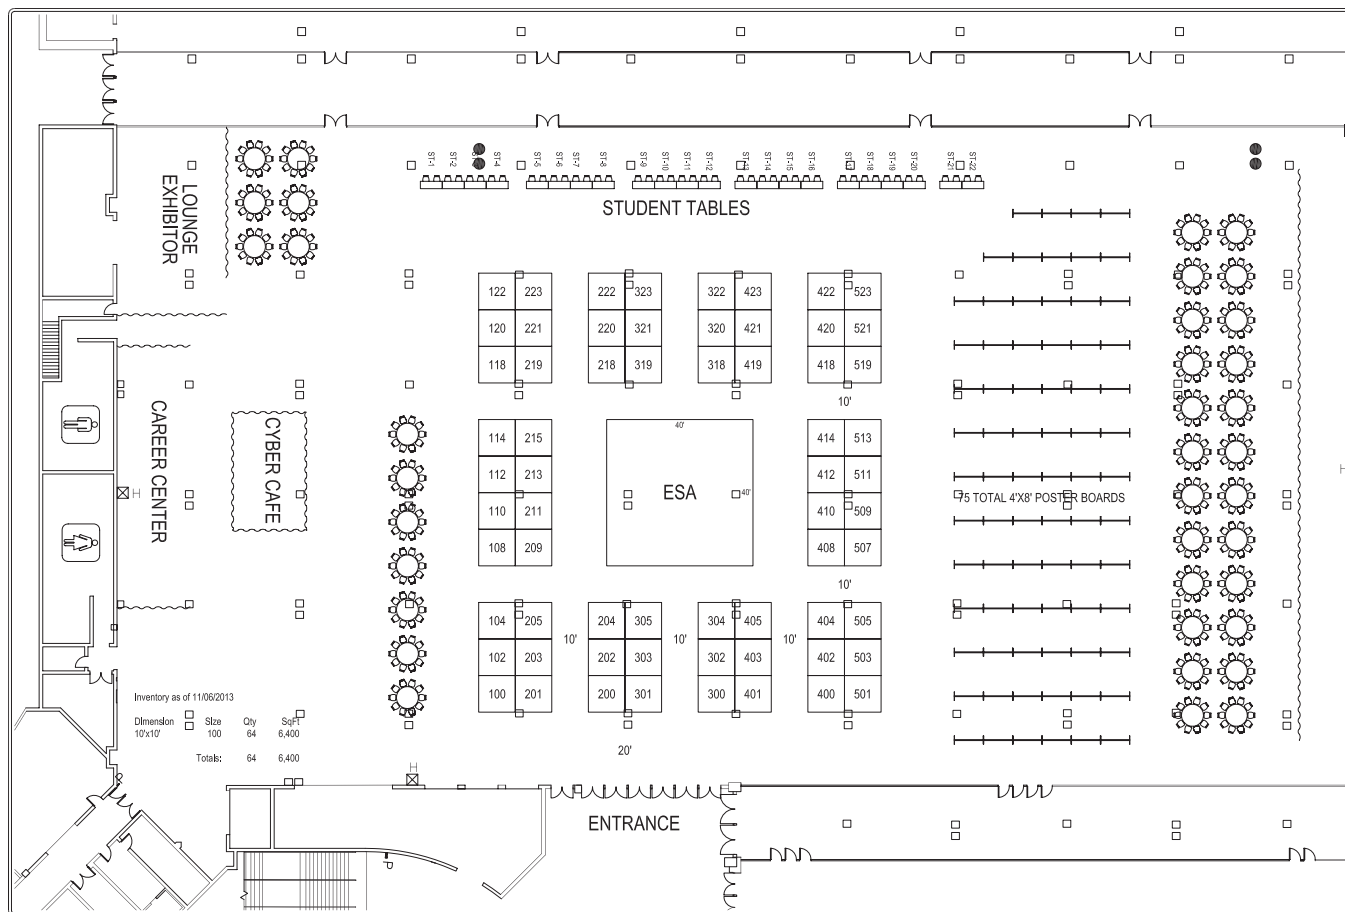 ST-1
ST-2
ST-4
ST-5
ST-6
ST-7
ST-8
ST-9
ST-10
ST-11
ST-12
ST-13
ST-14
ST-15
ST-16
ST-18
ST-19
ST-20
ST-21
ST-22
STUDENT TABLES
LOUNGE
EXHIBITOR
122 223 222 323 322 423 422 523
120 221 220 321 320 421 420 521
118 219 218 319 318 419 418 519
10'
CAREER CENTER
CYBER CAFE
40'
114 215 414 513
112 213 412 511
ESA
40'
75 TOTAL 4'X8' POSTER BOARDS
110 211 410 509
108 209 408 507
10'
104 205 204 305 304 405 404 505
10' 10' 10'
102 203 202 303 302 403 402 503
100 201 200 301 300 401 400 501
20'
Inventory as of 11/06/2013
Dimension Size Qty SqFt
10'x10' 100 64 6,400
Totals: 64 6,400
H
H
H
ENTRANCE